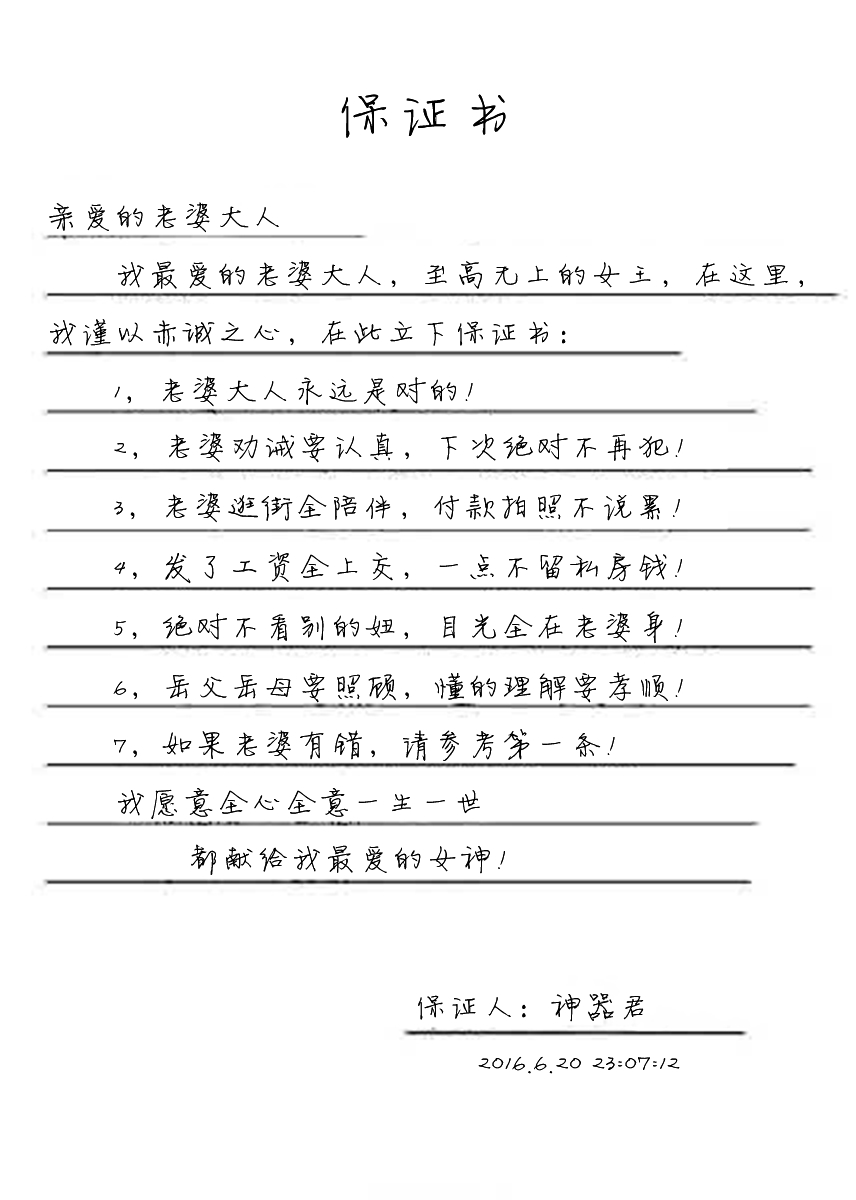 保证书
亲爱的老婆大人
我最爱的老婆大人，至高无上的女王，在这里，
我谨以赤诚之心，在此立下保证书：
1，老婆大人永远是对的！
2，老婆劝诫要认真，下次绝对不再犯！
3，老婆逛街全陪伴，付款拍照不说累！
4，发了工资全上交，一点不留私房钱！
5，绝对不看别的妞，目光全在老婆身！
6，岳父岳母要照顾，懂的理解要孝顺！
7，如果老婆有错，请参考第一条！
我愿意全心全意一生一世
都献给我最爱的女神！
保证人：神器君
2016.6.20 23:07:12